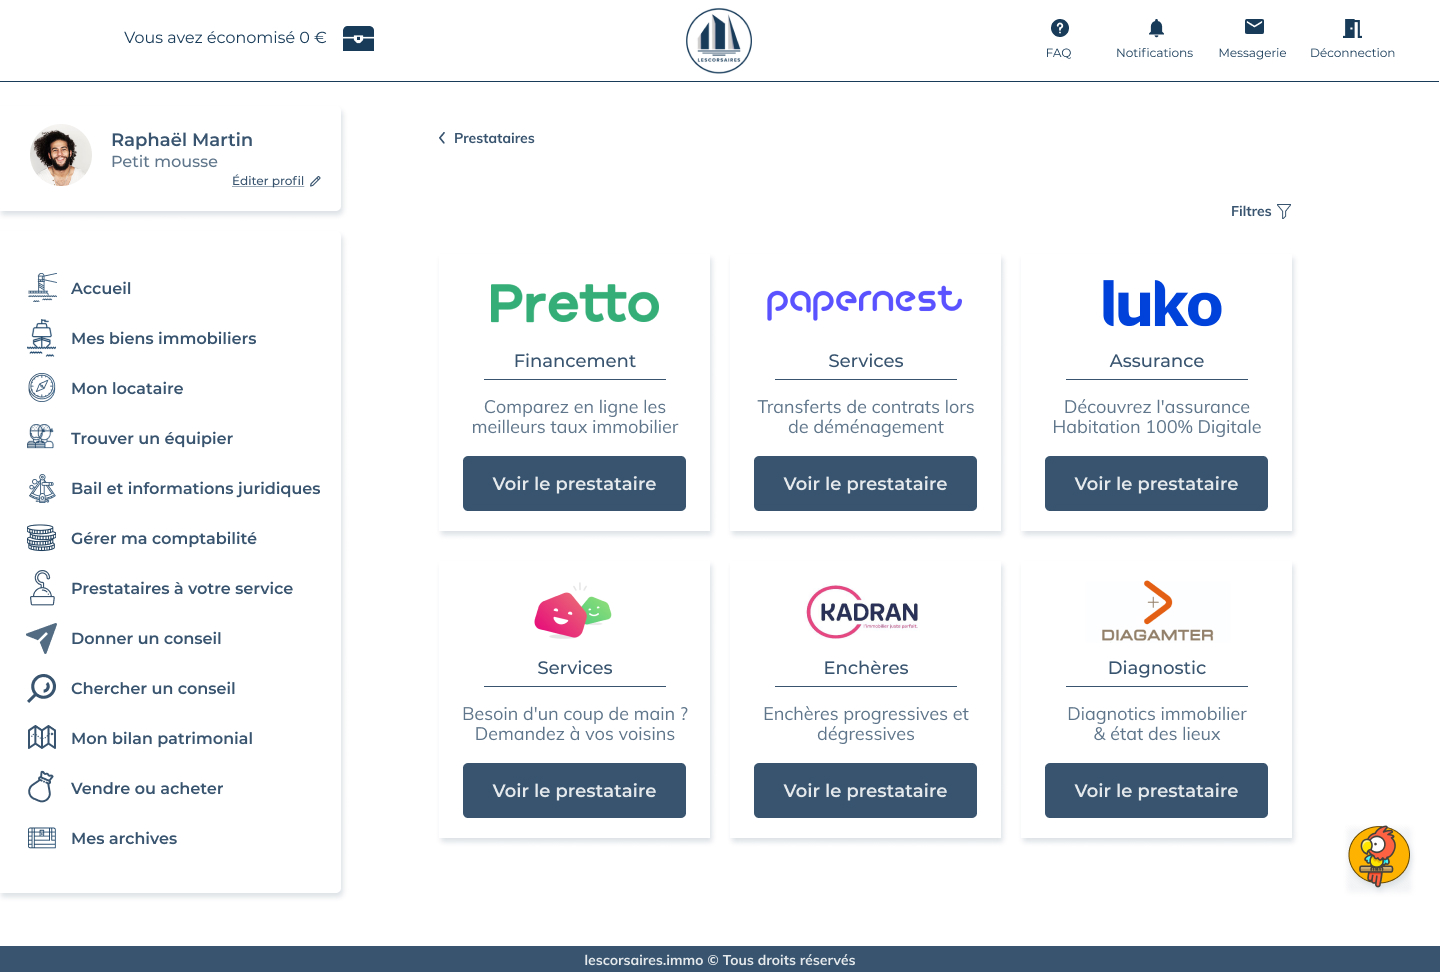 Vous avez économisé 0 €
LESCORSAIRES
FAQ
Notifications
Messagerie
Déconnection
Raphaël Martin
Petit mousse
Éditer profil
Accueil
Mes biens immobiliers
Mon locataire
Trouver un équipier
Bail et informations juridiques
Gérer ma comptabilité
Prestataires à votre service
Donner un conseil
Chercher un conseil
Mon bilan patrimonial
Vendre ou acheter
Mes archives
Prestataires
Filtres
Pretto
Financement
Comparez en ligne les
meilleurs taux immobilier
Voir le prestataire
papernest
Services
Transferts de contrats lors
de déménagement
Voir le prestataire
luko
Assurance
Découvrez l'assurance
Habitation 100% Digitale
Voir le prestataire
Services
Besoin d'un coup de main ?
Demandez à vos voisins
Voir le prestataire
KADRAN
l'immobilier juste parfait.
Enchères
Enchères progressives et
dégressives
Voir le prestataire
DIAGAMTER
Diagnostic
Diagnotics immobilier
& état des lieux
Voir le prestataire
lescorsaires.immo © Tous droits réservés